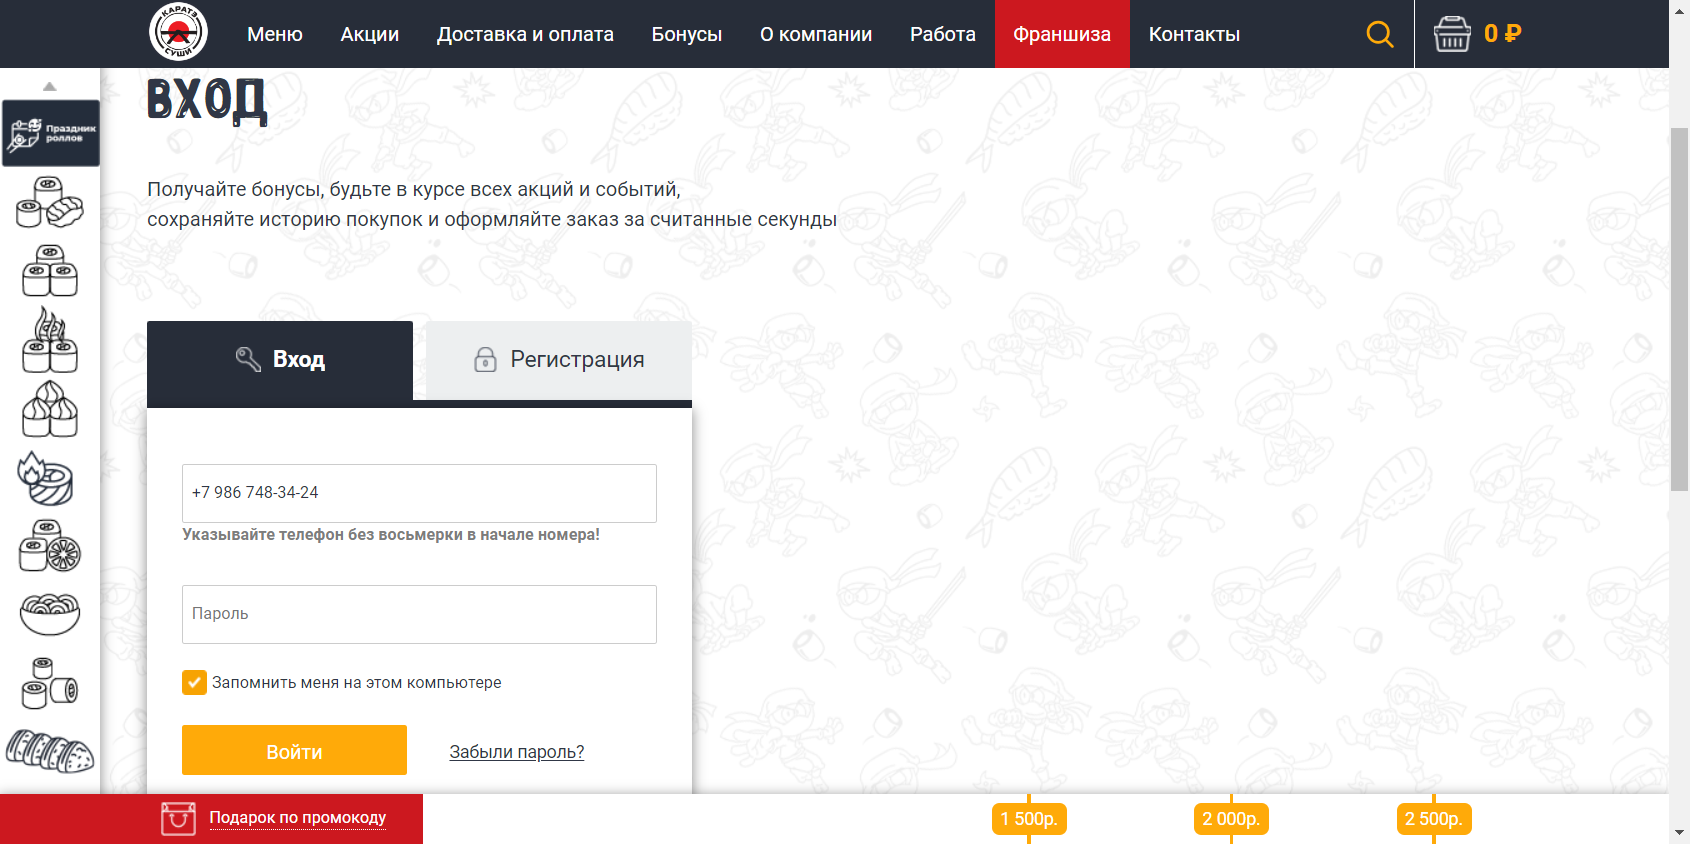 КАРАТЭ
СУШИ
Меню
Акции
Доставка и оплата
Бонусы
О компании
Работа
Франшиза
Контакты
0 ₽
Праздник
роллов
ВХОД
Получайте бонусы, будьте в курсе всех акций и событий,
сохраняйте историю покупок и оформляйте заказ за считанные секунды
Вход
Регистрация
+7 986 748-34-24
Указывайте телефон без восьмерки в начале номера!
Пароль
Запомнить меня на этом компьютере
Войти
Забыли пароль?
Подарок по промокоду
1 500р.
2 000р.
2 500р.